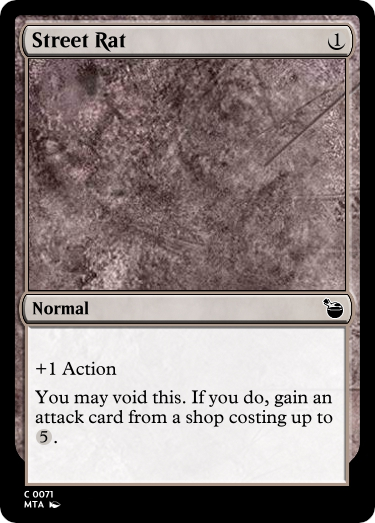 Street Rat 1
Normal
+1 Action
You may void this. If you do, gain an
attack card from a shop costing up to
5.
C 0071
MTA